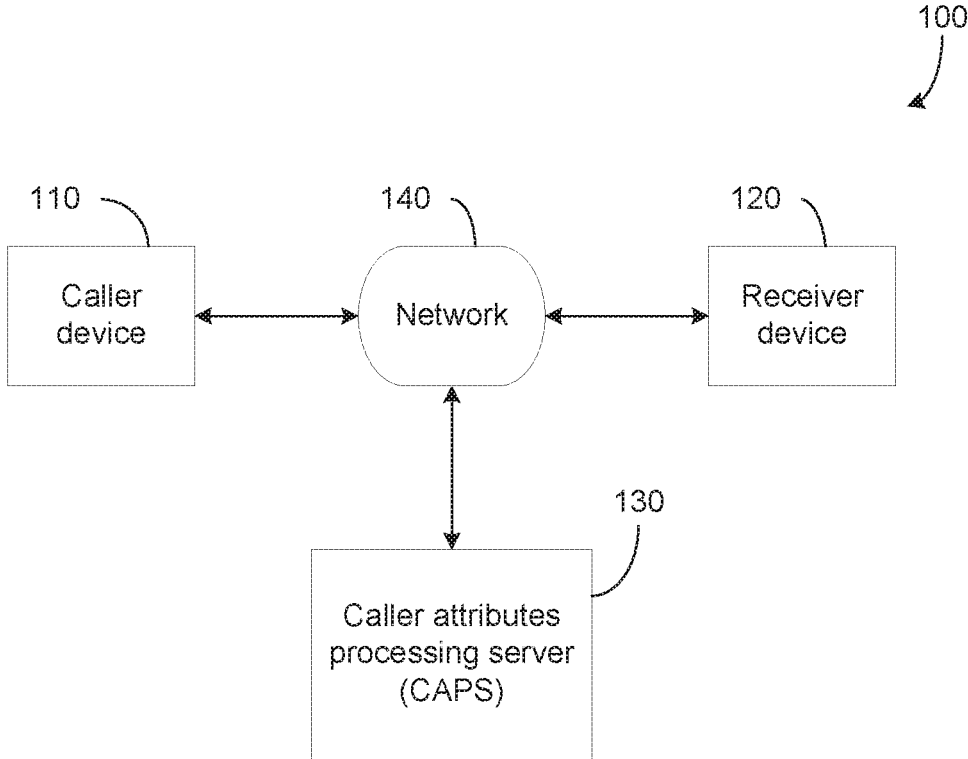 100
110
140
120
Caller
device
Network
Receiver
device
130
Caller attributes
processing server
(CAPS)